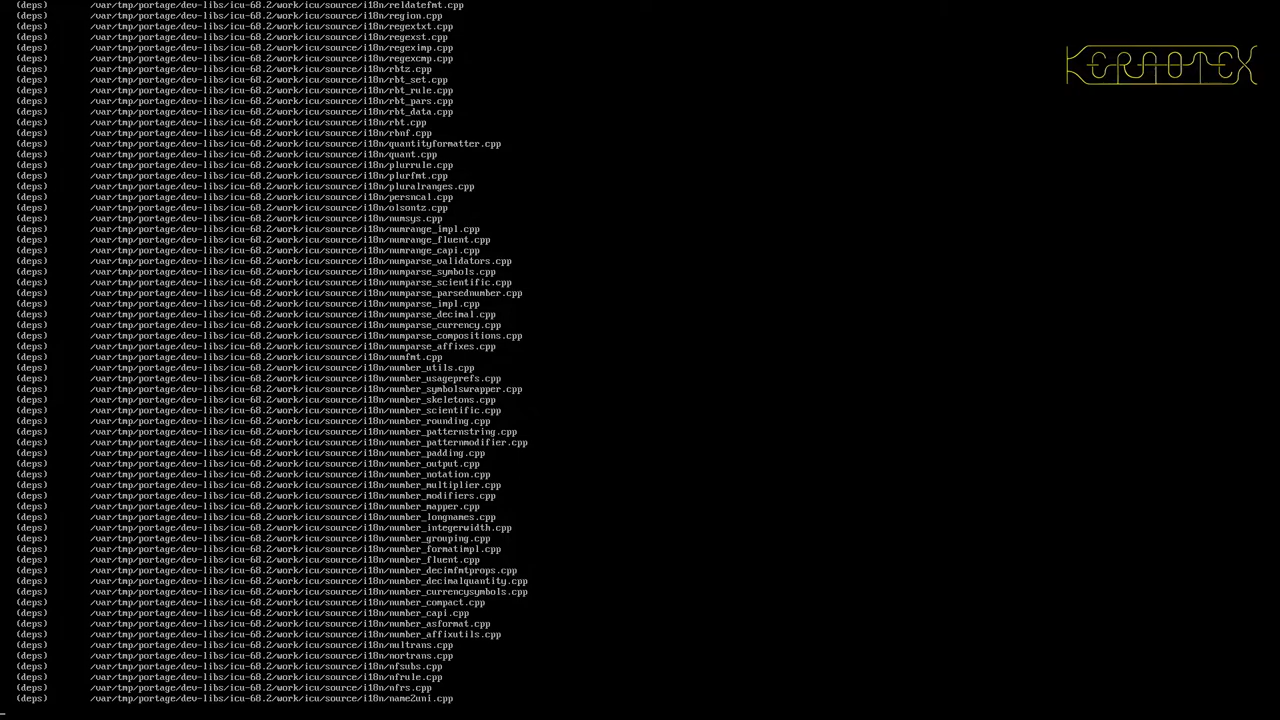 (deps) /var/tmp/portage/dev-libs/icu-68.2/work/icu/source/i18n/reldatefmt.cpp
(deps) /var/tmp/portage/dev-libs/icu-68.2/work/icu/source/i18n/region.cpp
(deps) /var/tmp/portage/dev-libs/icu-68.2/work/icu/source/i18n/regextxt.cpp
(deps) /var/tmp/portage/dev-libs/icu-68.2/work/icu/source/i18n/regexst.cpp
(deps) /var/tmp/portage/dev-libs/icu-68.2/work/icu/source/i18n/regeximp.cpp
(deps) /var/tmp/portage/dev-libs/icu-68.2/work/icu/source/i18n/regexcmp.cpp
(deps) /var/tmp/portage/dev-libs/icu-68.2/work/icu/source/i18n/rbtz.cpp
(deps) /var/tmp/portage/dev-libs/icu-68.2/work/icu/source/i18n/rbt_set.cpp
(deps) /var/tmp/portage/dev-libs/icu-68.2/work/icu/source/i18n/rbt_rule.cpp
(deps) /var/tmp/portage/dev-libs/icu-68.2/work/icu/source/i18n/rbt_pars.cpp
(deps) /var/tmp/portage/dev-libs/icu-68.2/work/icu/source/i18n/rbt_data.cpp
(deps) /var/tmp/portage/dev-libs/icu-68.2/work/icu/source/i18n/rbt.cpp
(deps) /var/tmp/portage/dev-libs/icu-68.2/work/icu/source/i18n/rbnf.cpp
(deps) /var/tmp/portage/dev-libs/icu-68.2/work/icu/source/i18n/quantityformatter.cpp
(deps) /var/tmp/portage/dev-libs/icu-68.2/work/icu/source/i18n/quant.cpp
(deps) /var/tmp/portage/dev-libs/icu-68.2/work/icu/source/i18n/plurrule.cpp
(deps) /var/tmp/portage/dev-libs/icu-68.2/work/icu/source/i18n/plurfmt.cpp
(deps) /var/tmp/portage/dev-libs/icu-68.2/work/icu/source/i18n/pluralranges.cpp
(deps) /var/tmp/portage/dev-libs/icu-68.2/work/icu/source/i18n/persncal.cpp
(deps) /var/tmp/portage/dev-libs/icu-68.2/work/icu/source/i18n/olsontz.cpp
(deps) /var/tmp/portage/dev-libs/icu-68.2/work/icu/source/i18n/numsys.cpp
(deps) /var/tmp/portage/dev-libs/icu-68.2/work/icu/source/i18n/numrange_impl.cpp
(deps) /var/tmp/portage/dev-libs/icu-68.2/work/icu/source/i18n/numrange_fluent.cpp
(deps) /var/tmp/portage/dev-libs/icu-68.2/work/icu/source/i18n/numrange_capi.cpp
(deps) /var/tmp/portage/dev-libs/icu-68.2/work/icu/source/i18n/numparse_validators.cpp
(deps) /var/tmp/portage/dev-libs/icu-68.2/work/icu/source/i18n/numparse_symbols.cpp
(deps) /var/tmp/portage/dev-libs/icu-68.2/work/icu/source/i18n/numparse_scientific.cpp
(deps) /var/tmp/portage/dev-libs/icu-68.2/work/icu/source/i18n/numparse_parsednumber.cpp
(deps) /var/tmp/portage/dev-libs/icu-68.2/work/icu/source/i18n/numparse_impl.cpp
(deps) /var/tmp/portage/dev-libs/icu-68.2/work/icu/source/i18n/numparse_decimal.cpp
(deps) /var/tmp/portage/dev-libs/icu-68.2/work/icu/source/i18n/numparse_currency.cpp
(deps) /var/tmp/portage/dev-libs/icu-68.2/work/icu/source/i18n/numparse_compositions.cpp
(deps) /var/tmp/portage/dev-libs/icu-68.2/work/icu/source/i18n/numparse_affixes.cpp
(deps) /var/tmp/portage/dev-libs/icu-68.2/work/icu/source/i18n/numfmt.cpp
(deps) /var/tmp/portage/dev-libs/icu-68.2/work/icu/source/i18n/number_utils.cpp
(deps) /var/tmp/portage/dev-libs/icu-68.2/work/icu/source/i18n/number_usageprefs.cpp
(deps) /var/tmp/portage/dev-libs/icu-68.2/work/icu/source/i18n/number_symbolswrapper.cpp
(deps) /var/tmp/portage/dev-libs/icu-68.2/work/icu/source/i18n/number_skeletons.cpp
(deps) /var/tmp/portage/dev-libs/icu-68.2/work/icu/source/i18n/number_scientific.cpp
(deps) /var/tmp/portage/dev-libs/icu-68.2/work/icu/source/i18n/number_rounding.cpp
(deps) /var/tmp/portage/dev-libs/icu-68.2/work/icu/source/i18n/number_patternstring.cpp
(deps) /var/tmp/portage/dev-libs/icu-68.2/work/icu/source/i18n/number_patternmodifier.cpp
(deps) /var/tmp/portage/dev-libs/icu-68.2/work/icu/source/i18n/number_padding.cpp
(deps) /var/tmp/portage/dev-libs/icu-68.2/work/icu/source/i18n/number_output.cpp
(deps) /var/tmp/portage/dev-libs/icu-68.2/work/icu/source/i18n/number_notation.cpp
(deps) /var/tmp/portage/dev-libs/icu-68.2/work/icu/source/i18n/number_multiplier.cpp
(deps) /var/tmp/portage/dev-libs/icu-68.2/work/icu/source/i18n/number_modifiers.cpp
(deps) /var/tmp/portage/dev-libs/icu-68.2/work/icu/source/i18n/number_mapper.cpp
(deps) /var/tmp/portage/dev-libs/icu-68.2/work/icu/source/i18n/number_longnames.cpp
(deps) /var/tmp/portage/dev-libs/icu-68.2/work/icu/source/i18n/number_integerwidth.cpp
(deps) /var/tmp/portage/dev-libs/icu-68.2/work/icu/source/i18n/number_grouping.cpp
(deps) /var/tmp/portage/dev-libs/icu-68.2/work/icu/source/i18n/number_formatimpl.cpp
(deps) /var/tmp/portage/dev-libs/icu-68.2/work/icu/source/i18n/number_fluent.cpp
(deps) /var/tmp/portage/dev-libs/icu-68.2/work/icu/source/i18n/number_decimfmtprops.cpp
(deps) /var/tmp/portage/dev-libs/icu-68.2/work/icu/source/i18n/number_decimalquantity.cpp
(deps) /var/tmp/portage/dev-libs/icu-68.2/work/icu/source/i18n/number_currencysymbols.cpp
(deps) /var/tmp/portage/dev-libs/icu-68.2/work/icu/source/i18n/number_compact.cpp
(deps) /var/tmp/portage/dev-libs/icu-68.2/work/icu/source/i18n/number_capi.cpp
(deps) /var/tmp/portage/dev-libs/icu-68.2/work/icu/source/i18n/number_asformat.cpp
(deps) /var/tmp/portage/dev-libs/icu-68.2/work/icu/source/i18n/number_affixutils.cpp
(deps) /var/tmp/portage/dev-libs/icu-68.2/work/icu/source/i18n/nultrans.cpp
(deps) /var/tmp/portage/dev-libs/icu-68.2/work/icu/source/i18n/nortrans.cpp
(deps) /var/tmp/portage/dev-libs/icu-68.2/work/icu/source/i18n/nfsubs.cpp
(deps) /var/tmp/portage/dev-libs/icu-68.2/work/icu/source/i18n/nfrule.cpp
(deps) /var/tmp/portage/dev-libs/icu-68.2/work/icu/source/i18n/nfrs.cpp
(deps) /var/tmp/portage/dev-libs/icu-68.2/work/icu/source/i18n/name2uni.cpp